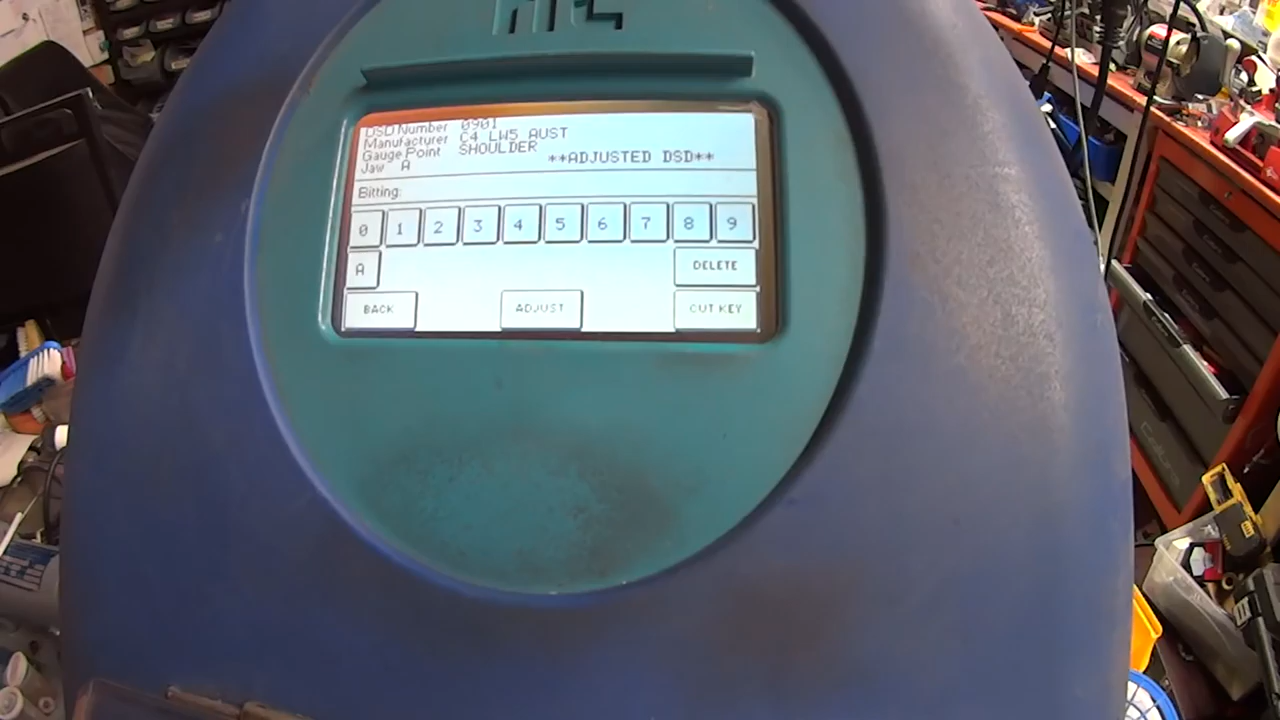 DSD Number 0901
Manufacturer C4 LW5 AUST
Gauge Point SHOULDER
Jaw A **ADJUSTED DSD**
Bitting:
0 1 2 3 4 5 6 7 8 9
A DELETE
BACK ADJUST CUT KEY